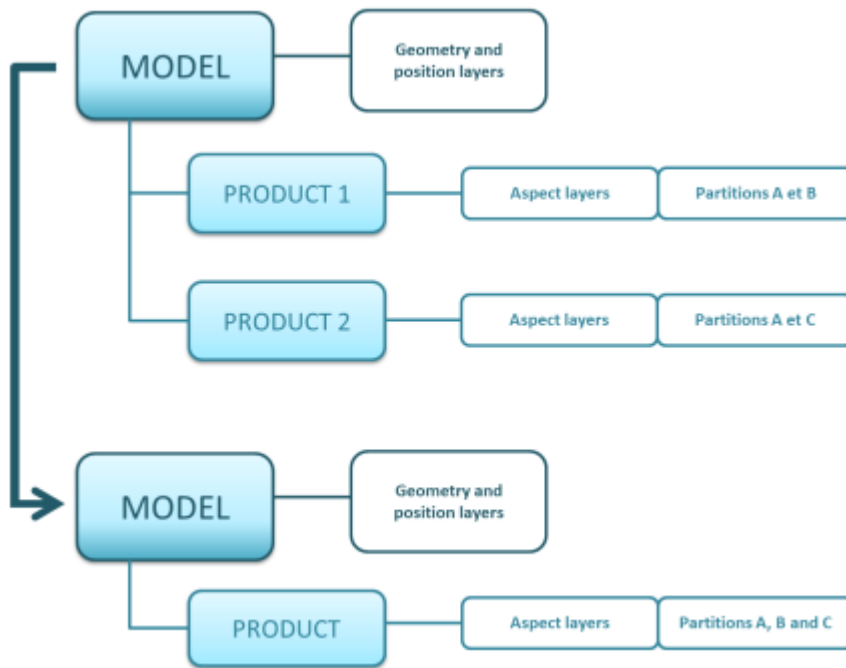 MODEL
Geometry and
position layers
PRODUCT 1
Aspect layers
Partitions A et B
PRODUCT 2
Aspect layers
Partitions A et C
MODEL
Geometry and
position layers
PRODUCT
Aspect layers
Partitions A, B and C